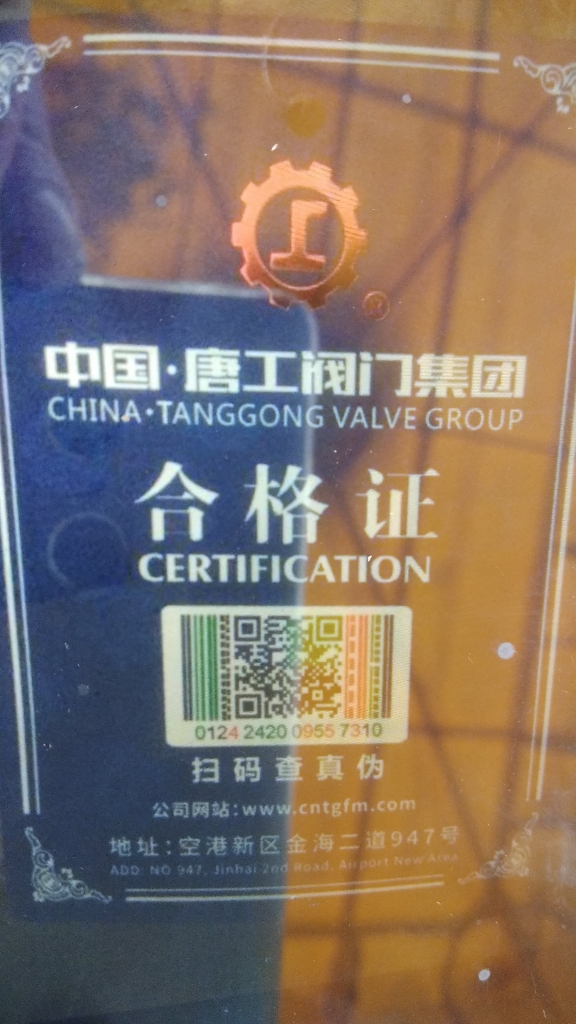 ®
中国·唐工阀门集团
CHINA·TANGGONG VALVE GROUP
合格证
CERTIFICATION
0124 2420 0955 7310
扫码查真伪
公司网站:www.cntgfm.com
地址:空港新区金海二道947号
ADD: NO 947, Jinhai 2nd Road, Airport New Area